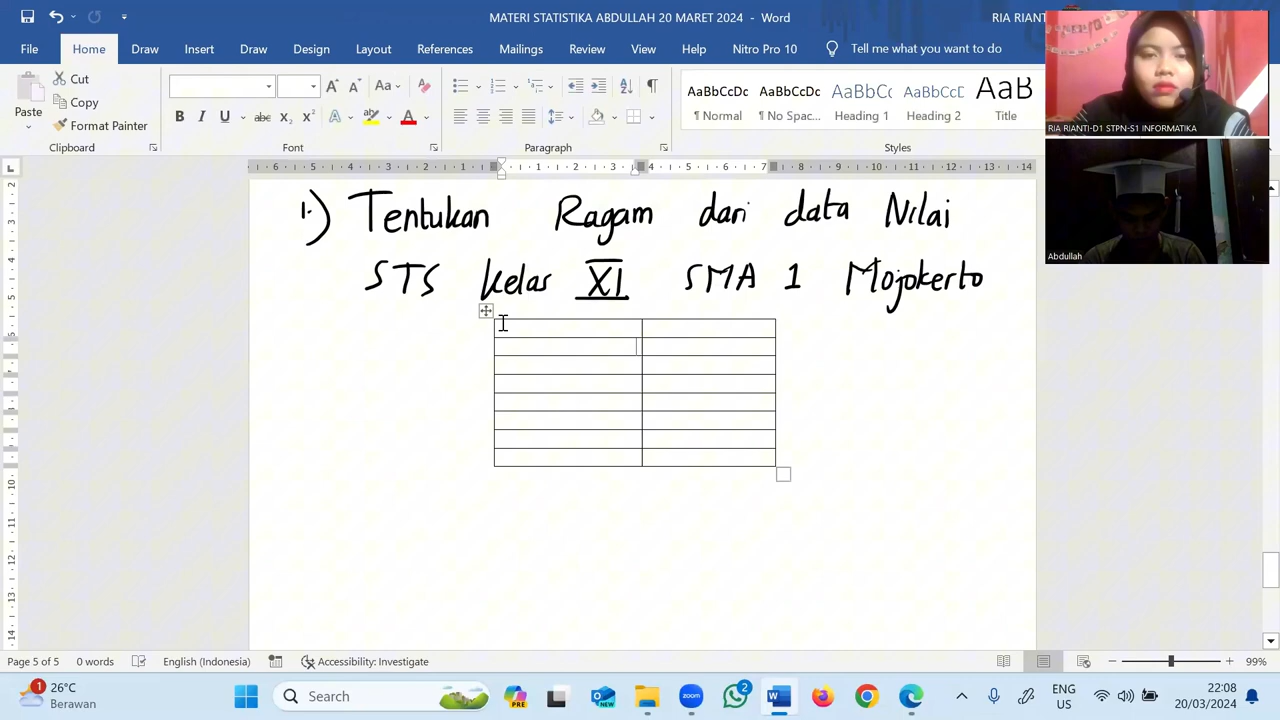 MATERI STATISTIKA ABDULLAH 20 MARET 2024 - Word
RIA RIANTI
File Home Draw Insert Draw Design Layout References Mailings Review View Help Nitro Pro 10 Tell me what you want to do
Paste Cut Copy Format Painter
Clipboard Font Paragraph Styles
AaBbCcDc AaBbCcDc AaBbC AaBbCcD AaB
¶ Normal ¶ No Spac... Heading 1 Heading 2 Title
RIA RIANTI-D1 STPN-S1 INFORMATIKA
Abdullah
1.) Tentukan Ragam dari data Nilai
STS Kelas XI SMA 1 Mojokerto
Page 5 of 5 0 words English (Indonesia) Accessibility: Investigate 99%
26°C
Berawan
Search
ENG
US
22:08
20/03/2024